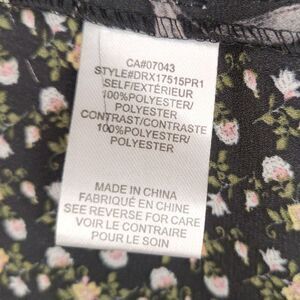 CA#07043
STYLE#DRX17515PR1
SELF/EXTÉRIEUR
100%POLYESTER/
POLYESTER
CONTRAST/CONTRASTE
100%POLYESTER/
POLYESTER
MADE IN CHINA
FABRIQUÉ EN CHINE
SEE REVERSE FOR CARE
VOIR LE CONTRAIRE
POUR LE SOIN